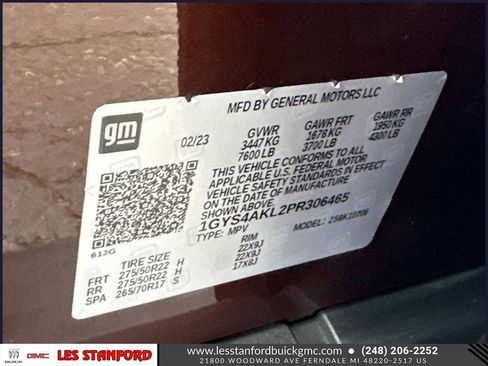 MFD BY GENERAL MOTORS LLC
gm
02/23
GVWR GAWR FRT GAWR RR
3447KG 1678 KG 1950 KG
7600 LB 3700 LB 4300 LB
THIS VEHICLE CONFORMS TO ALL
APPLICABLE U.S. FEDERAL MOTOR
VEHICLE SAFETY STANDARDS IN EFFECT
ON THE DATE OF MANUFACTURE SHOWN ABOVE.
1GYS4AKL2PR306465
TYPE: MPV MODEL:
613G
TIRE SIZE RIM
FRT 275/50R22 H 22X9J
RR 275/50R22 H 22X9J
SPA 265/70R17 S 17X8J
BUICK GMC LES STANFORD
www.lesstanfordbuickgmc.com • (248) 206-2252
21800 WOODWARD AVE FERNDALE MI 48220-2517 US